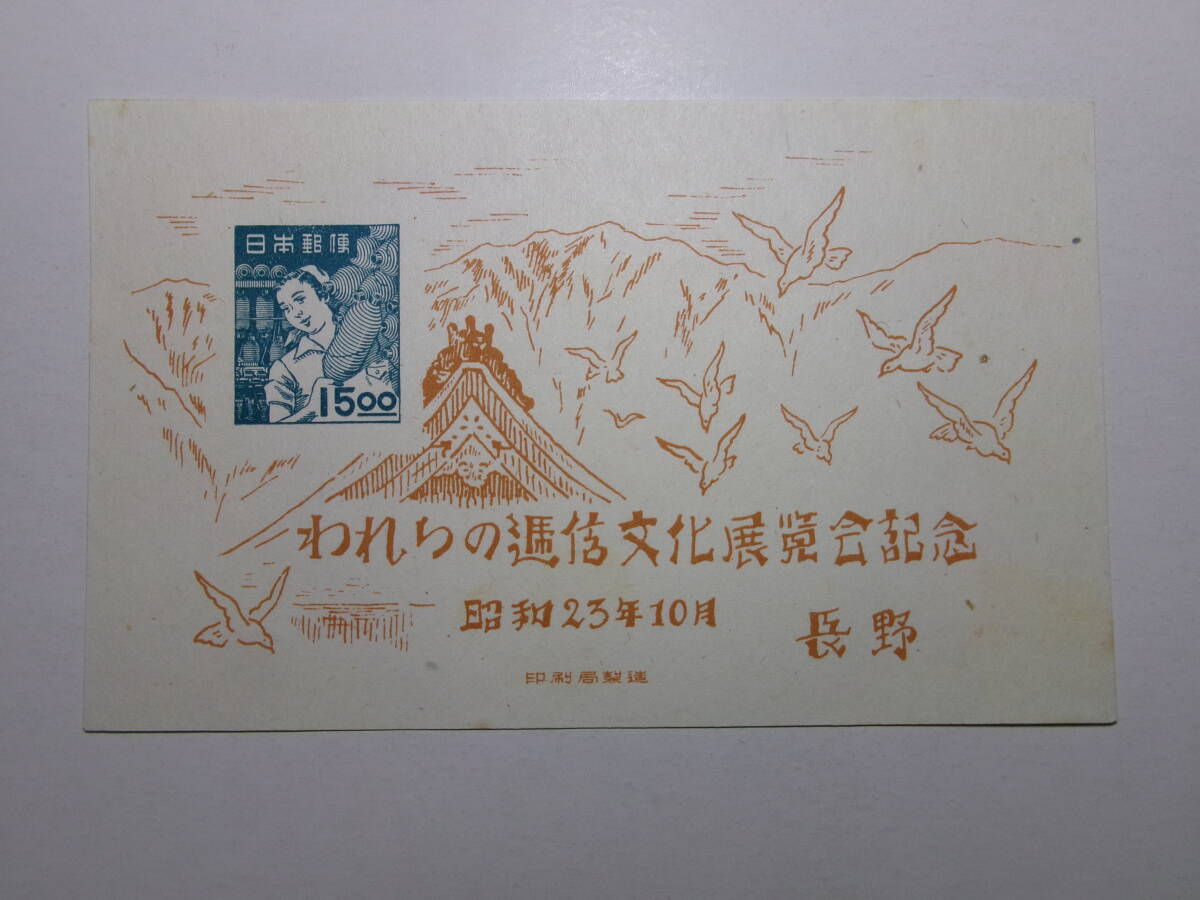 日本郵便
15.00
われらの逓信文化展覧会記念
昭和23年10月
長野
印刷局製造